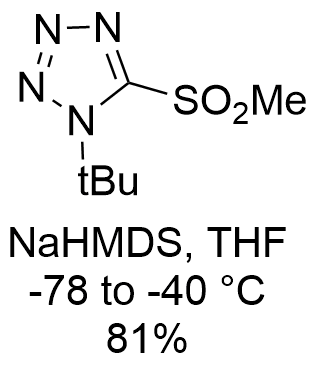 N N
N
N SO₂Me
tBu
NaHMDS, THF
-78 to -40 °C
81%